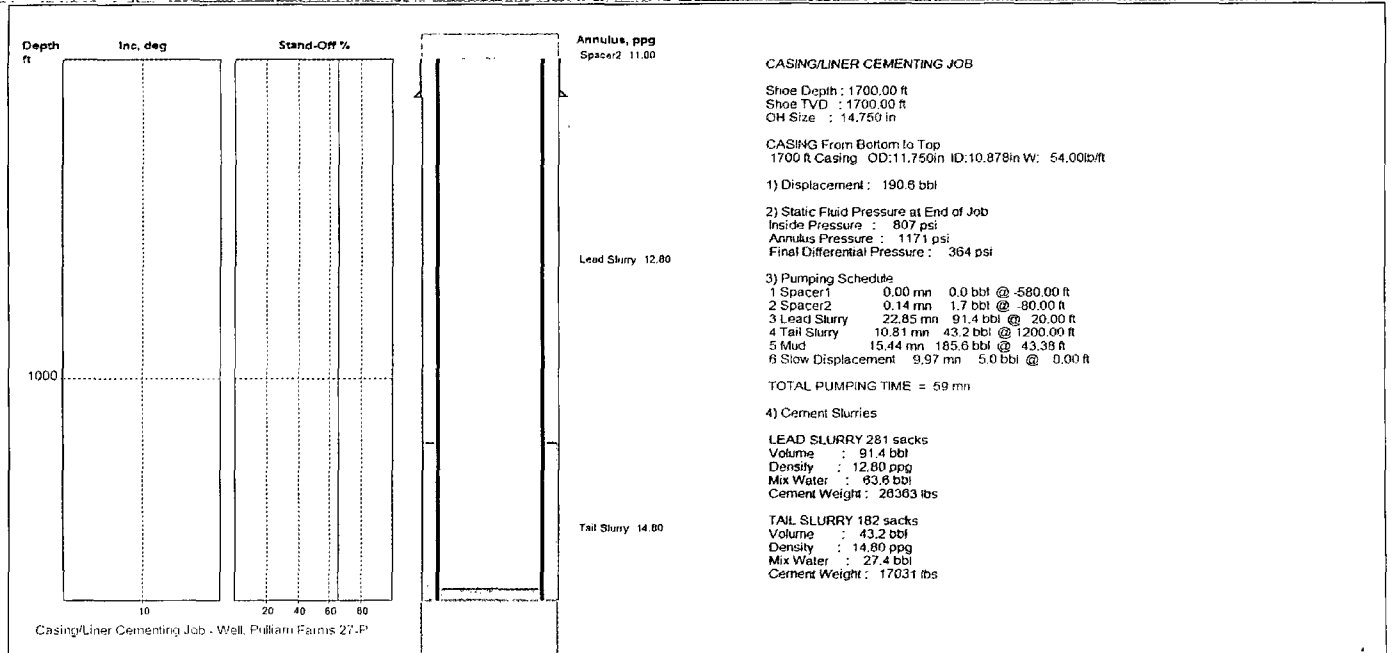 Depth
ft
Inc, deg
Stand-Off %
Annulus, ppg
Spacer2 11.00
Lead Slurry 12.80
Tail Slurry 14.80
1000
10
20 40 60 80
Casing/Liner Cementing Job - Well, Pulliam Farms 27-P
CASING/LINER CEMENTING JOB
Shoe Depth : 1700.00 ft
Shoe TVD : 1700.00 ft
OH Size : 14.750 in
CASING From Bottom to Top
1700 ft Casing OD:11.750in ID:10.878in W: 54.00lb/ft
1) Displacement : 190.6 bbl
2) Static Fluid Pressure at End of Job
Inside Pressure : 807 psi
Annulus Pressure : 1171 psi
Final Differential Pressure : 364 psi
3) Pumping Schedule
1 Spacer1 0.00 mn 0.0 bbl @ -580.00 ft
2 Spacer2 0.14 mn 1.7 bbl @ -80.00 ft
3 Lead Slurry 22.85 mn 91.4 bbl @ 20.00 ft
4 Tail Slurry 10.81 mn 43.2 bbl @ 1200.00 ft
5 Mud 15.44 mn 185.6 bbl @ 43.38 ft
6 Slow Displacement 9.97 mn 5.0 bbl @ 0.00 ft
TOTAL PUMPING TIME = 59 mn
4) Cement Slurries
LEAD SLURRY 281 sacks
Volume : 91.4 bbl
Density : 12.80 ppg
Mix Water : 63.6 bbl
Cement Weight : 26363 lbs
TAIL SLURRY 182 sacks
Volume : 43.2 bbl
Density : 14.80 ppg
Mix Water : 27.4 bbl
Cement Weight : 17031 lbs